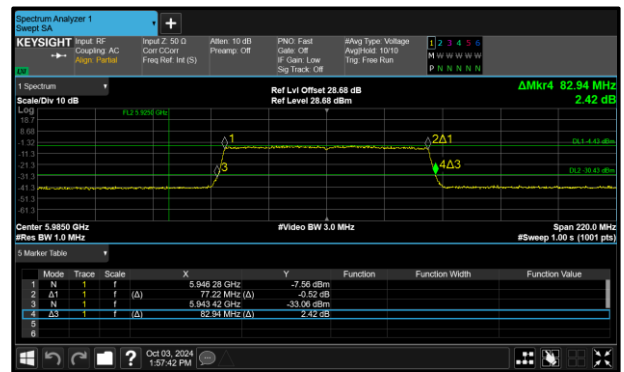 Spectrum Analyzer 1
Swept SA
+
KEYSIGHT Input: RF Input Z: 50 Ω Atten: 10 dB PNO: Fast #Avg Type: Voltage 1 2 3 4 5 6
Coupling: AC Corr CCorr Preamp: Off Gate: Off Avg|Hold: 10/10 M W W W W W
Align: Partial Freq Ref: Int (S) IF Gain: Low Trig: Free Run P N N N N N
Sig Track: Off
LXI
1 Spectrum ΔMkr4 82.94 MHz
Ref Lvl Offset 28.68 dB
Scale/Div 10 dB Ref Level 28.68 dBm 2.42 dB
Log
18.7 FL2 5.9250 GHz
8.68
-1.32 1 2Δ1 DL1 -4.43 dBm
-11.3
-21.3 3 4Δ3 DL2 -30.43 dBm
-31.3
-41.3
-51.3
-61.3
Center 5.9850 GHz #Video BW 3.0 MHz Span 220.0 MHz
#Res BW 1.0 MHz #Sweep 1.00 s (1001 pts)
5 Marker Table
Mode Trace Scale X Y Function Function Width Function Value
1 N 1 f 5.946 28 GHz -7.56 dBm
2 Δ1 1 f (Δ) 77.22 MHz (Δ) -0.52 dB
3 N 1 f 5.943 42 GHz -33.06 dBm
4 Δ3 1 f (Δ) 82.94 MHz (Δ) 2.42 dB
5
6
? Oct 03, 2024
1:57:42 PM